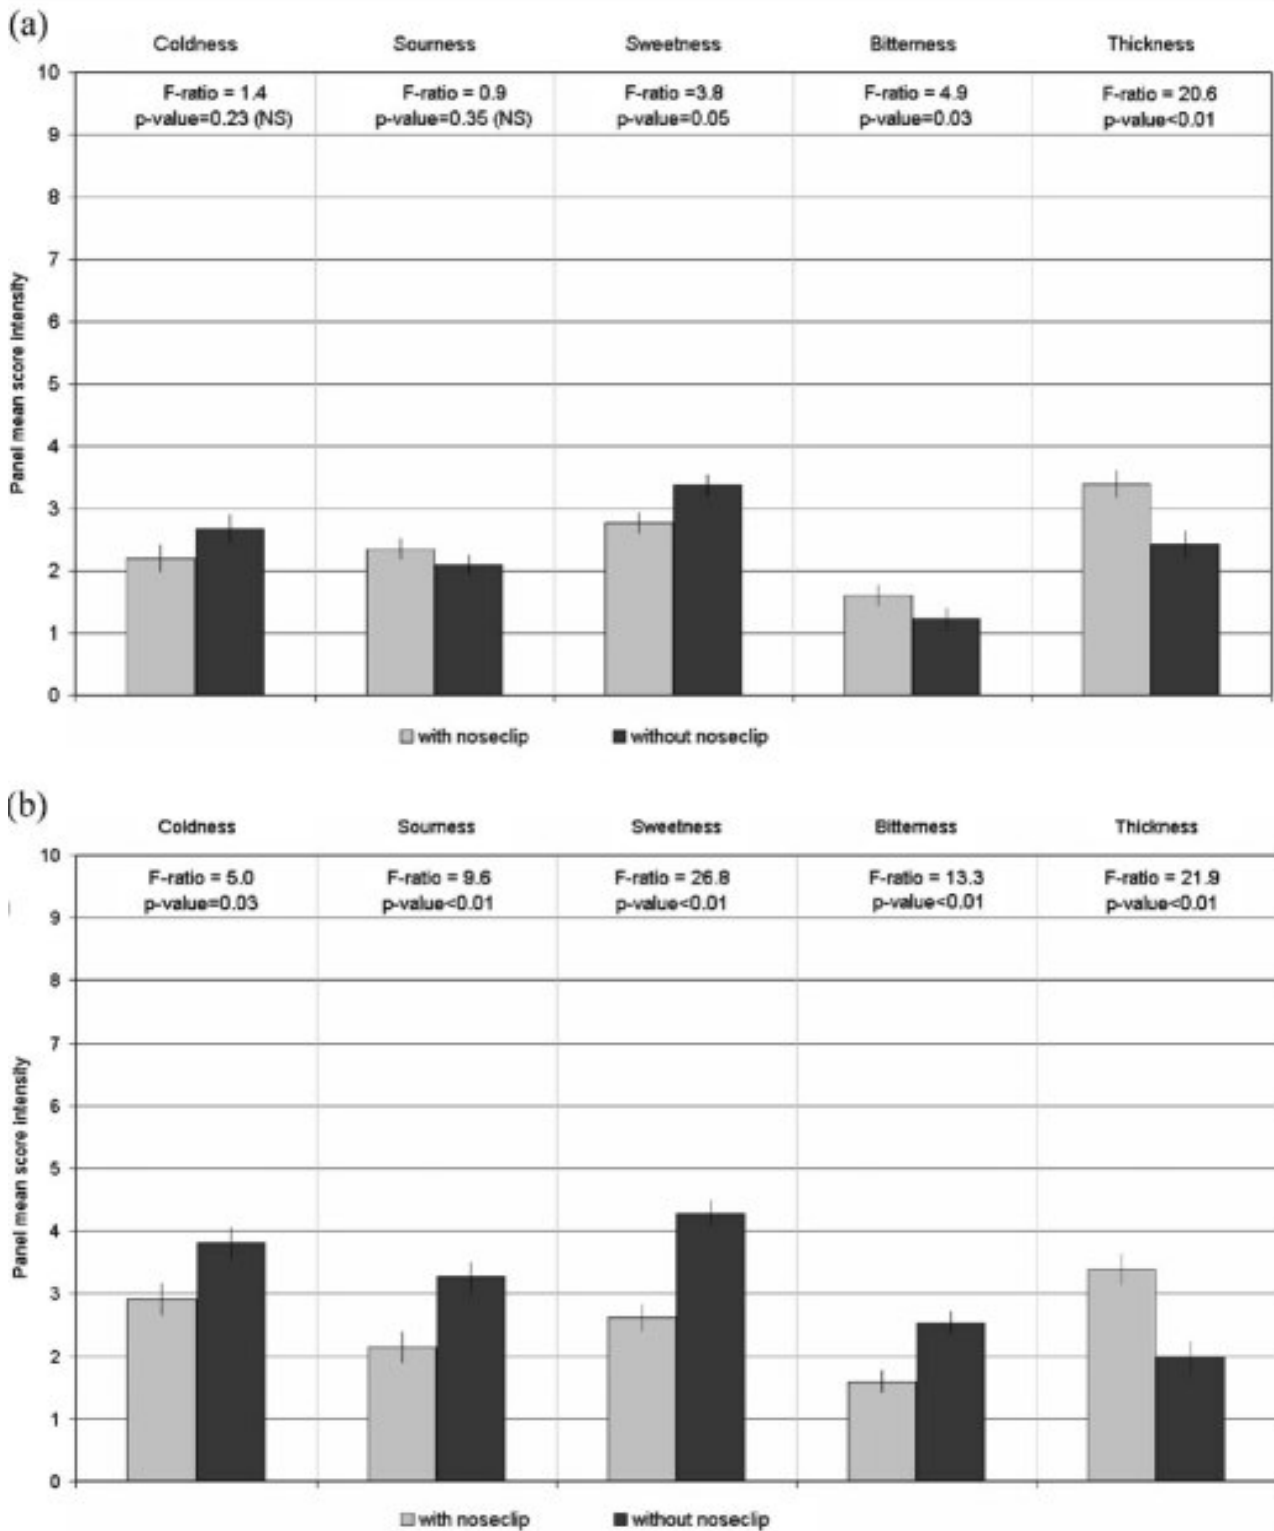 (a)
Coldness Sourness Sweetness Bitterness Thickness
10
F-ratio = 1.4 F-ratio = 0.9 F-ratio =3.8 F-ratio = 4.9 F-ratio = 20.6
p-value=0.23 (NS) p-value=0.35 (NS) p-value=0.05 p-value=0.03 p-value<0.01
9
8
7
6
5
4
3
2
1
0
Panel mean score intensity
with noseclip without noseclip
(b)
Coldness Sourness Sweetness Bitterness Thickness
10
F-ratio = 5.0 F-ratio = 9.6 F-ratio = 26.8 F-ratio = 13.3 F-ratio = 21.9
p-value=0.03 p-value<0.01 p-value<0.01 p-value<0.01 p-value<0.01
9
8
7
6
5
4
3
2
1
0
Panel mean score intensity
with noseclip without noseclip